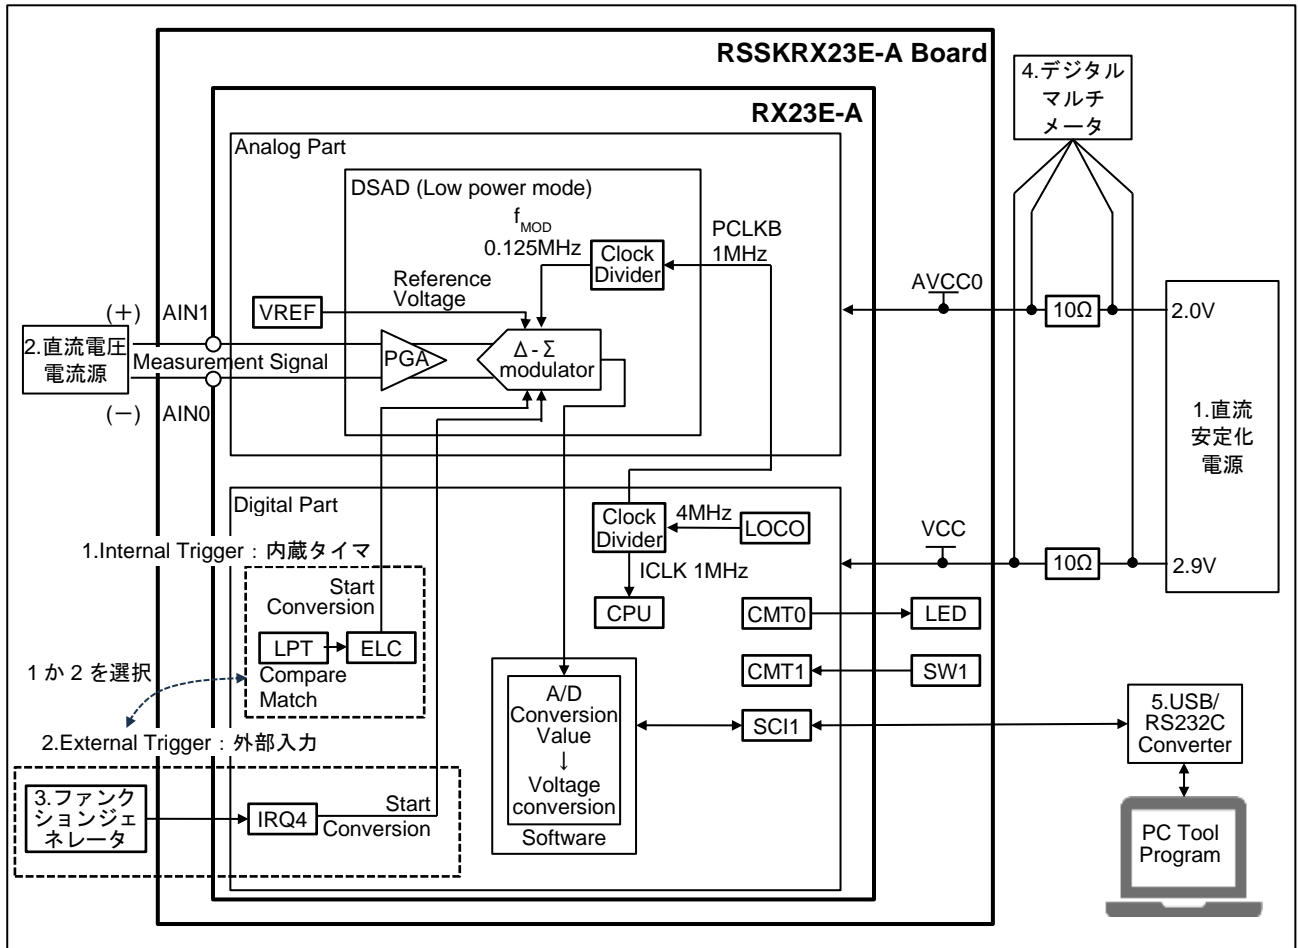 RSSKRX23E-A Board
RX23E-A
4.デジタル
マルチ
メータ
Analog Part
DSAD (Low power mode)
fMOD
0.125MHz
Clock
Divider
PCLKB
1MHz
Reference
Voltage
VREF
AVCC0
10Ω
2.0V
(+)
AIN1
2.直流電圧
電流源
Measurement Signal
PGA
Δ-Σ
modulator
(-)
AIN0
1.直流
安定化
電源
Digital Part
Clock
Divider
4MHz
LOCO
VCC
10Ω
2.9V
1.Internal Trigger:内蔵タイマ
ICLK 1MHz
Start
Conversion
CPU
CMT0
LED
LPT
ELC
Compare
Match
1 か 2 を選択
CMT1
SW1
A/D
Conversion
Value
↓
Voltage
conversion
Software
SCI1
5.USB/
RS232C
Converter
2.External Trigger:外部入力
3.ファンク
ションジェ
ネレータ
IRQ4
Start
Conversion
PC Tool
Program